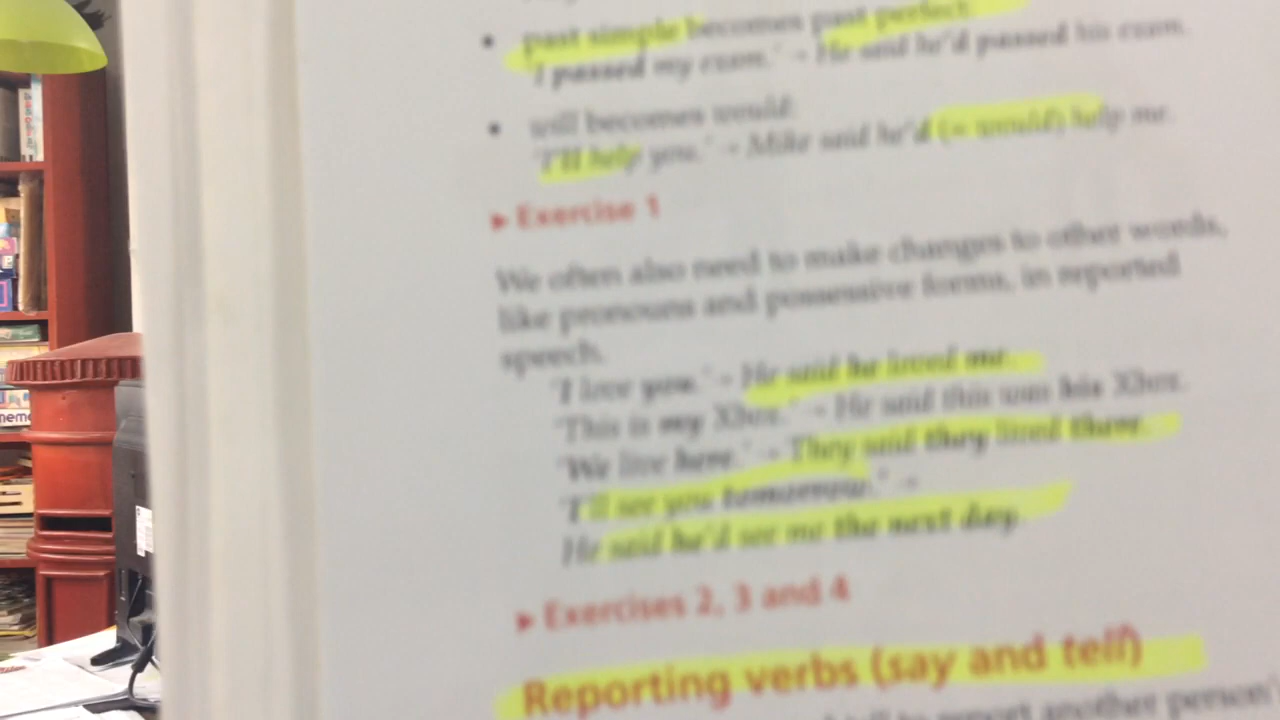 past simple becomes past perfect
'I passed my exam.' → He said he'd passed his exam.
will becomes would:
'I'll help you.' → Mike said he'd (= would) help me.
► Exercise 1
We often also need to make changes to other words,
like pronouns and possessive forms, in reported
speech.
'I love you.' → He said he loved me.
'This is my Xbox.' → He said this was his Xbox.
'We live here.' → They said they lived there.
'I'll see you tomorrow.' →
He said he'd see me the next day.
► Exercises 2, 3 and 4
Reporting verbs (say and tell)
to report another person's